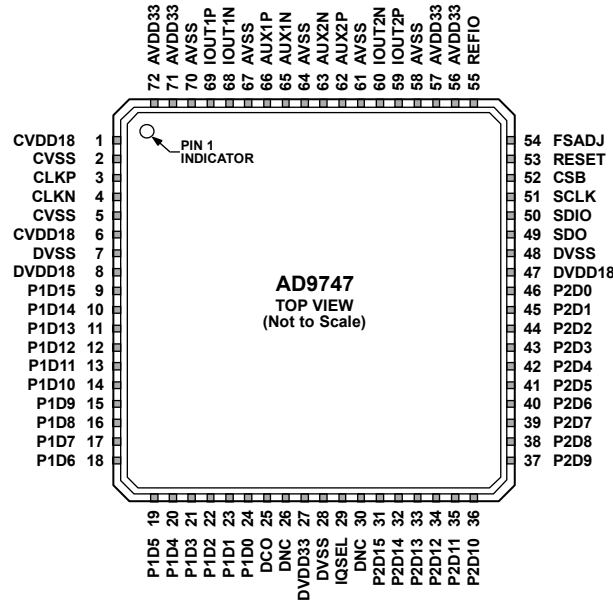 72 AVDD33
71 AVDD33
70 AVSS
69 IOUT1P
68 IOUT1N
67 AVSS
66 AUX1P
65 AUX1N
64 AVSS
63 AUX2N
62 AUX2P
61 AVSS
60 IOUT2N
59 IOUT2P
58 AVSS
57 AVDD33
56 AVDD33
55 REFIO
CVDD18 1
CVSS 2
CLKP 3
CLKN 4
CVSS 5
CVDD18 6
DVSS 7
DVDD18 8
P1D15 9
P1D14 10
P1D13 11
P1D12 12
P1D11 13
P1D10 14
P1D9 15
P1D8 16
P1D7 17
P1D6 18
PIN 1
INDICATOR
AD9747
TOP VIEW
(Not to Scale)
54 FSADJ
53 RESET
52 CSB
51 SCLK
50 SDIO
49 SDO
48 DVSS
47 DVDD18
46 P2D0
45 P2D1
44 P2D2
43 P2D3
42 P2D4
41 P2D5
40 P2D6
39 P2D7
38 P2D8
37 P2D9
P1D5 19
P1D4 20
P1D3 21
P1D2 22
P1D1 23
P1D0 24
DCO 25
DNC 26
DVDD33 27
DVSS 28
IQSEL 29
DNC 30
P2D15 31
P2D14 32
P2D13 33
P2D12 34
P2D11 35
P2D10 36